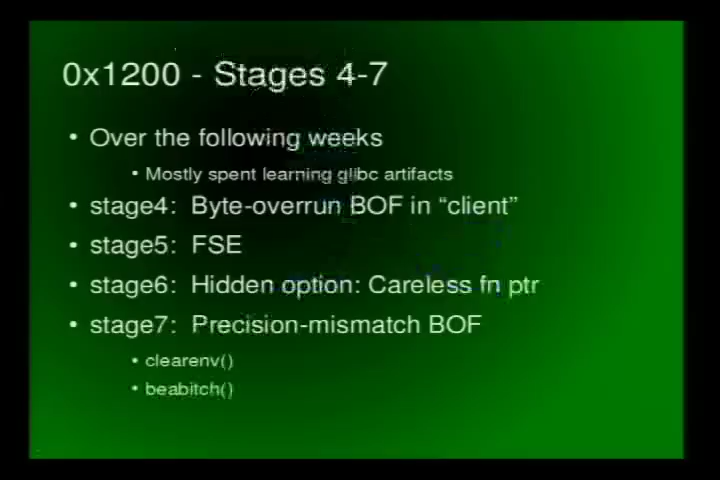 0x1200 - Stages 4-7
• Over the following weeks
• Mostly spent learning glibc artifacts
• stage4: Byte-overrun BOF in “client”
• stage5: FSE
• stage6: Hidden option: Careless fn ptr
• stage7: Precision-mismatch BOF
• clearenv()
• beabitch()